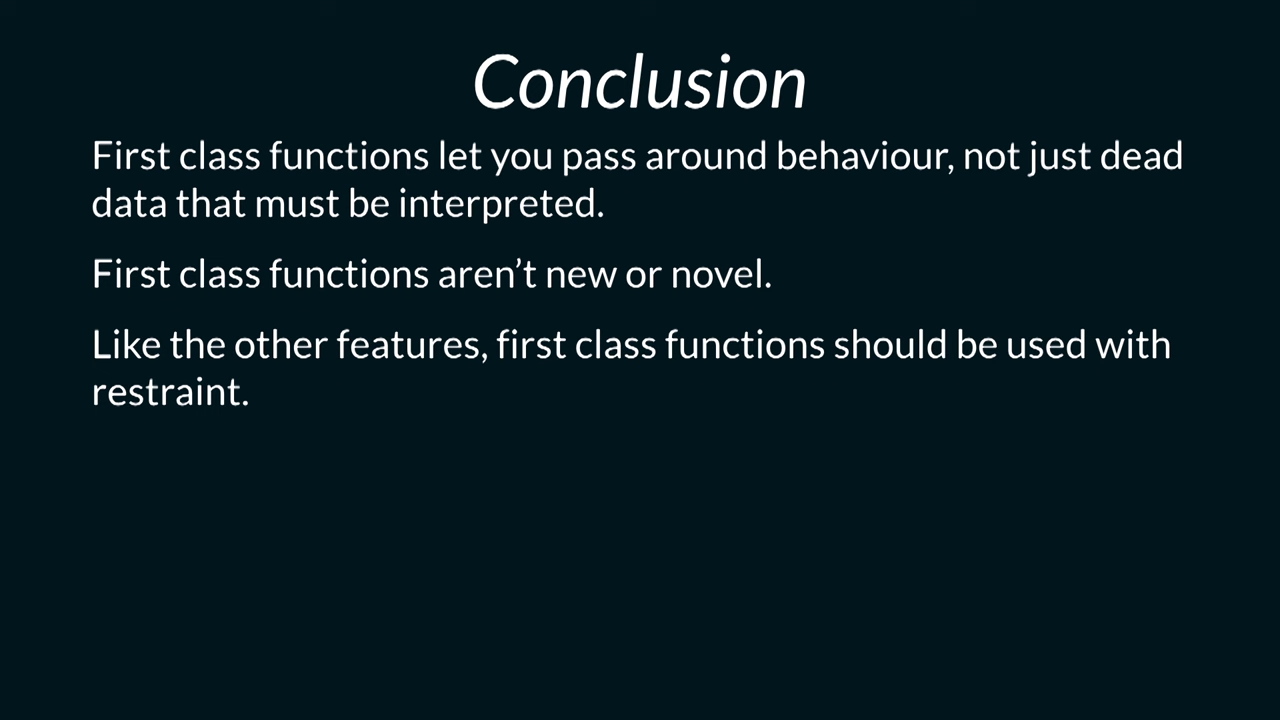 Conclusion
First class functions let you pass around behaviour, not just dead
data that must be interpreted.
First class functions aren’t new or novel.
Like the other features, first class functions should be used with
restraint.